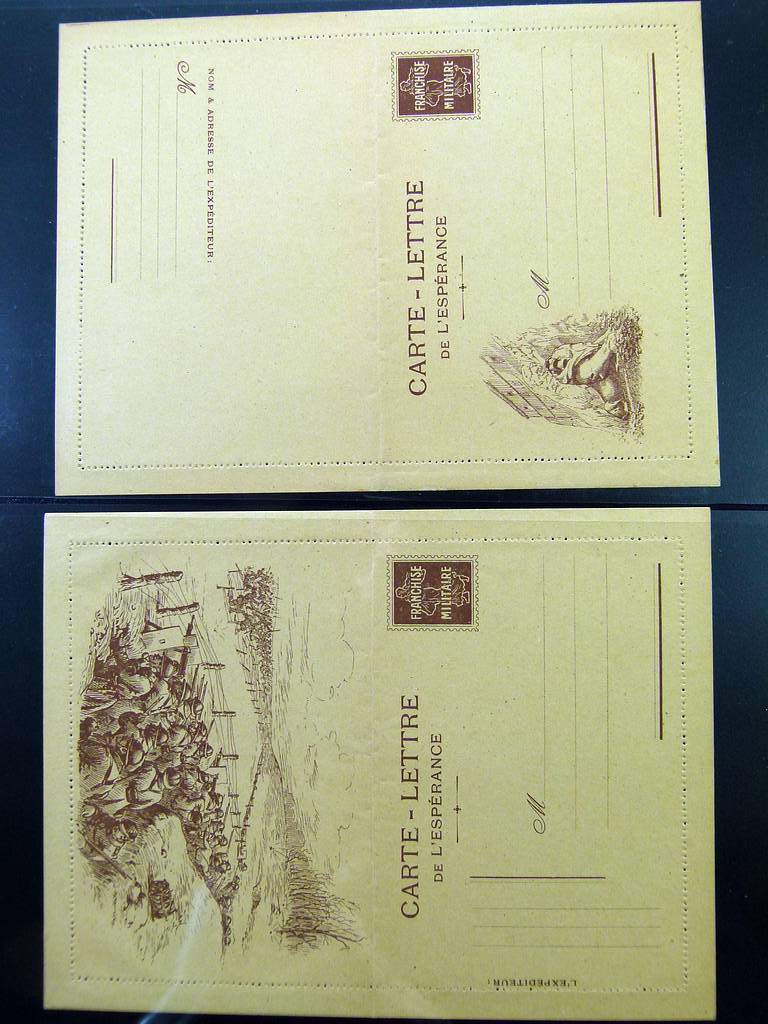 FRANCHISE
MILITAIRE
CARTE - LETTRE
DE L'ESPÉRANCE
M
NOM & ADRESSE DE L'EXPÉDITEUR:
M
FRANCHISE
MILITAIRE
CARTE - LETTRE
DE L'ESPÉRANCE
M
L'EXPÉDITEUR: